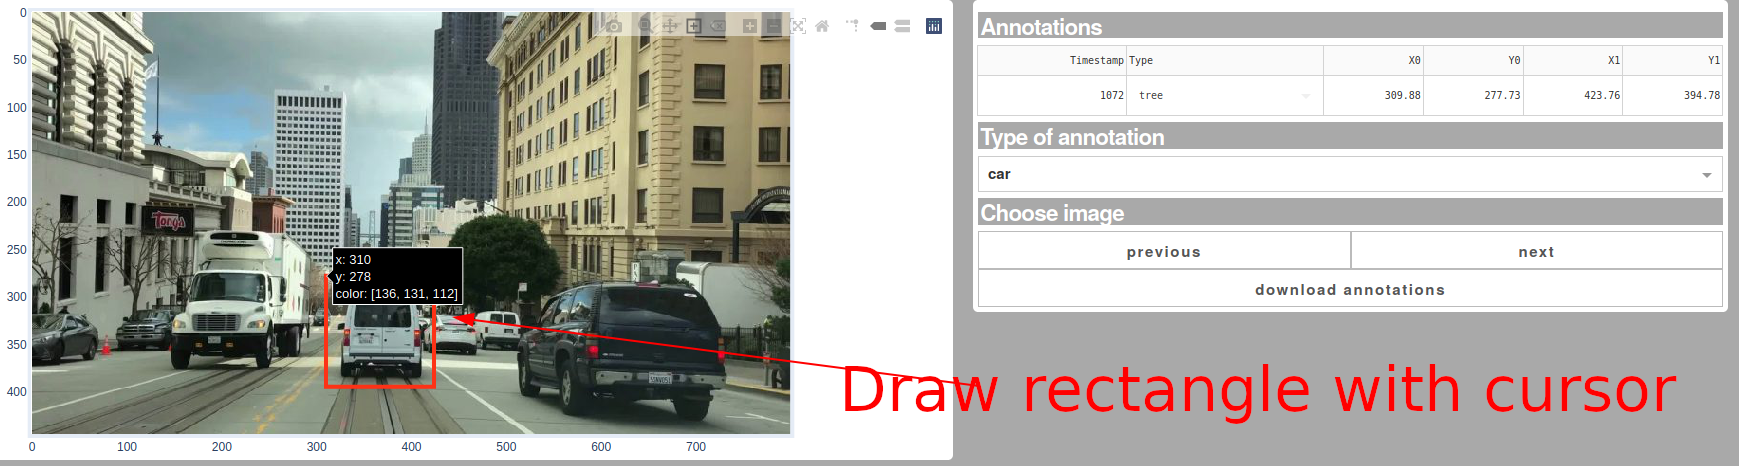 0
50
100
150
200
250
300
350
400
0 100 200 300 400 500 600 700
x: 310
y: 278
color: [136, 131, 112]
Annotations
Timestamp Type X0 Y0 X1 Y1
1072 tree 309.88 277.73 423.76 394.78
Type of annotation
car
Choose image
previous next
download annotations
Draw rectangle with cursor